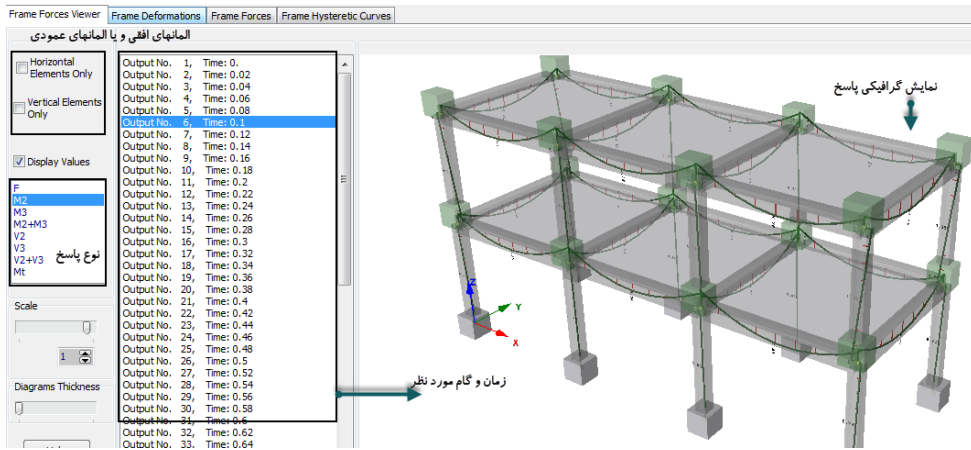 Frame Forces Viewer Frame Deformations Frame Forces Frame Hysteretic Curves
المانهای افقی و یا المانهای عمودی
Horizontal
Elements Only
Vertical Elements
Only
Display Values
F
M2
M3
M2+M3
V2
V3
V2+V3
Mt
نوع پاسخ
Scale
1
Diagrams Thickness
Output No. 1, Time: 0.
Output No. 2, Time: 0.02
Output No. 3, Time: 0.04
Output No. 4, Time: 0.06
Output No. 5, Time: 0.08
Output No. 6, Time: 0.1
Output No. 7, Time: 0.12
Output No. 8, Time: 0.14
Output No. 9, Time: 0.16
Output No. 10, Time: 0.18
Output No. 11, Time: 0.2
Output No. 12, Time: 0.22
Output No. 13, Time: 0.24
Output No. 14, Time: 0.26
Output No. 15, Time: 0.28
Output No. 16, Time: 0.3
Output No. 17, Time: 0.32
Output No. 18, Time: 0.34
Output No. 19, Time: 0.36
Output No. 20, Time: 0.38
Output No. 21, Time: 0.4
Output No. 22, Time: 0.42
Output No. 23, Time: 0.44
Output No. 24, Time: 0.46
Output No. 25, Time: 0.48
Output No. 26, Time: 0.5
Output No. 27, Time: 0.52
Output No. 28, Time: 0.54
Output No. 29, Time: 0.56
Output No. 30, Time: 0.58
Output No. 31, Time: 0.6
Output No. 32, Time: 0.62
Output No. 33, Time: 0.64
نمایش گرافیکی پاسخ
زمان و گام مورد نظر
Z
Y
X